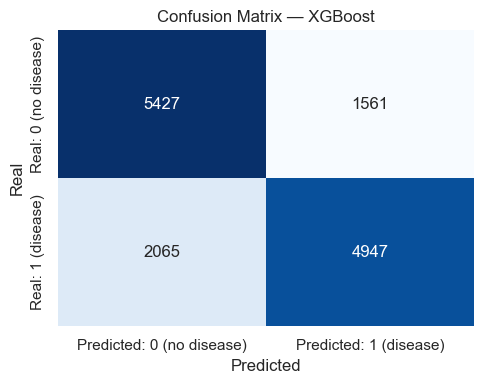 Confusion Matrix — XGBoost
Real
Real: 0 (no disease)
5427
1561
Real: 1 (disease)
2065
4947
Predicted: 0 (no disease)
Predicted: 1 (disease)
Predicted